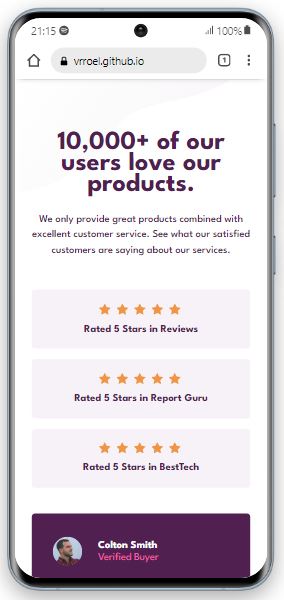 21:15 100%
vrroel.github.io 1
10,000+ of our
users love our
products.
We only provide great products combined with
excellent customer service. See what our satisfied
customers are saying about our services.
Rated 5 Stars in Reviews
Rated 5 Stars in Report Guru
Rated 5 Stars in BestTech
Colton Smith
Verified Buyer